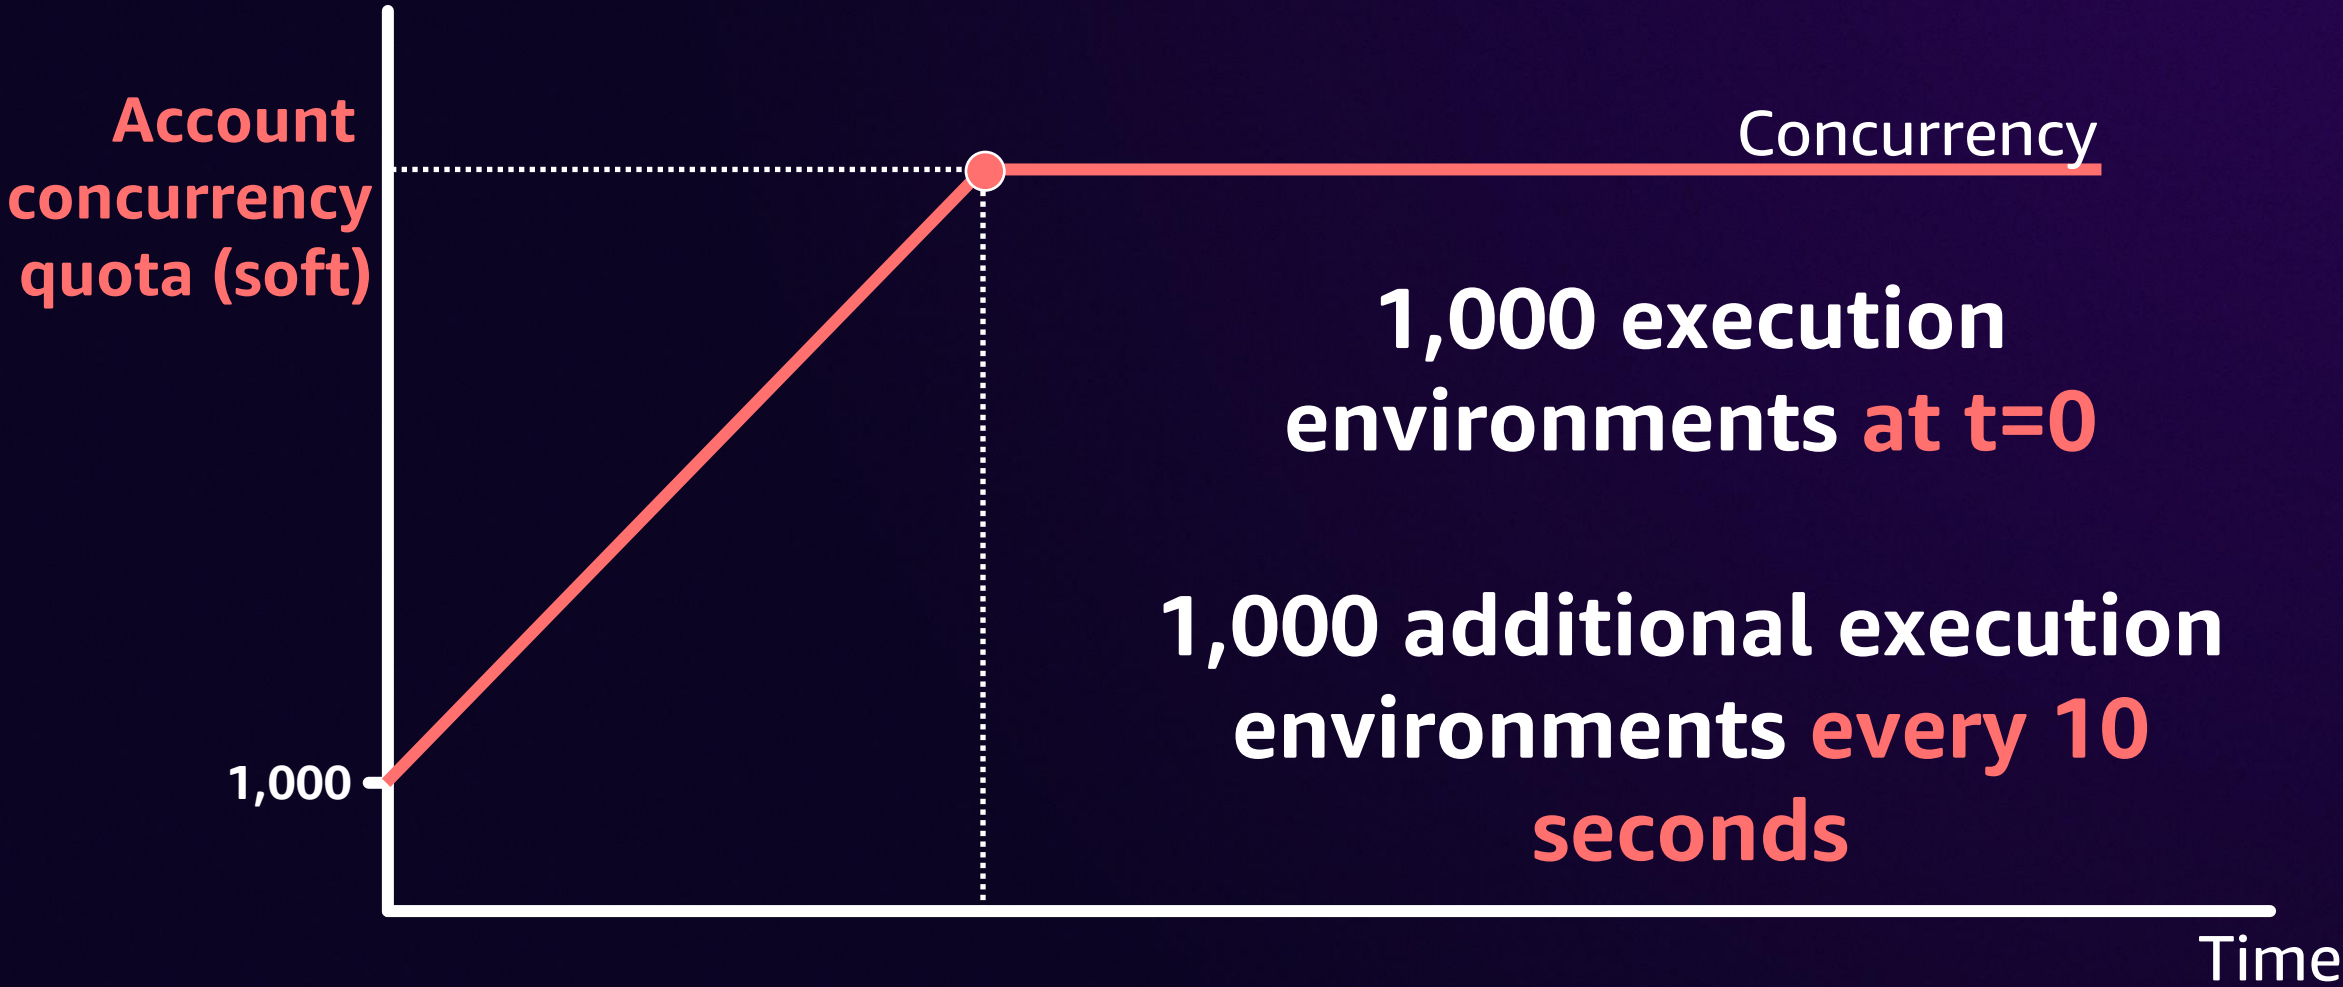 Account
concurrency
quota (soft)
Concurrency
1,000 execution
environments at t=0
1,000 additional execution
environments every 10
seconds
1,000
Time